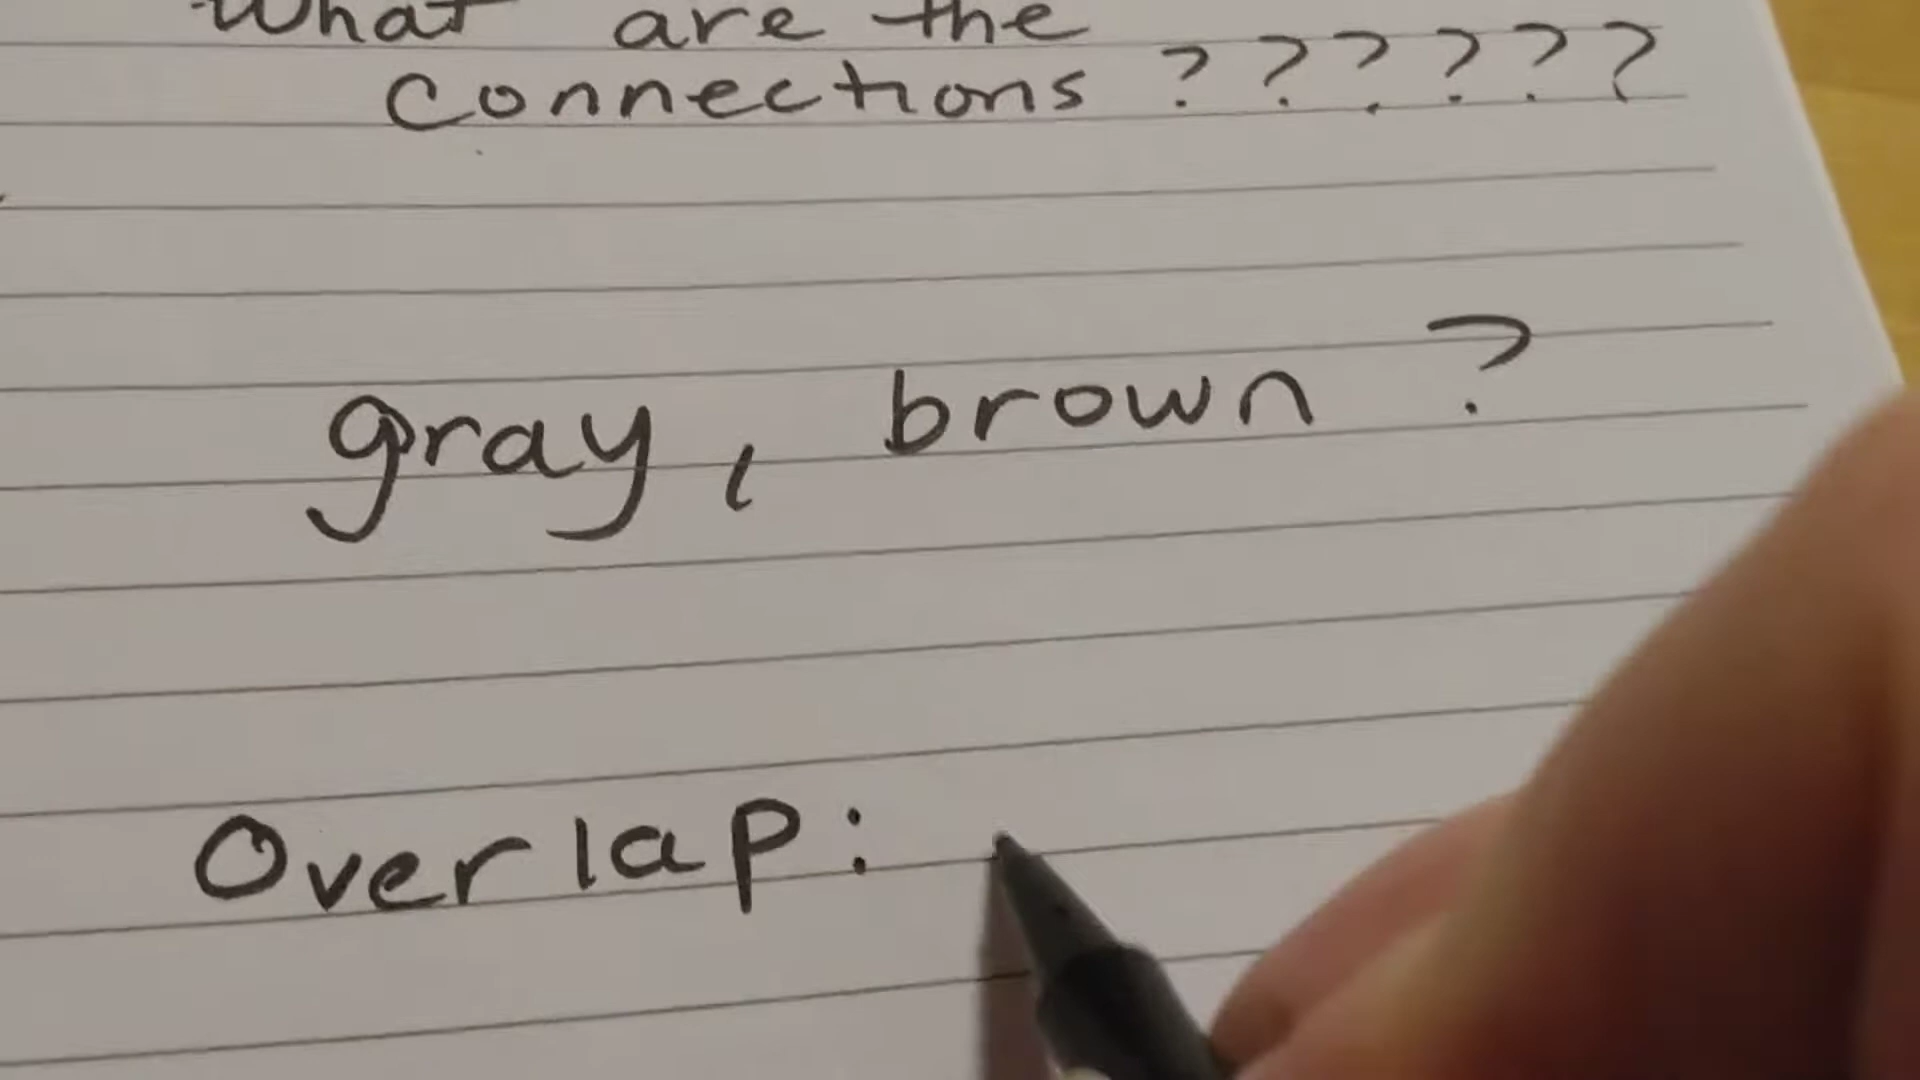 What are the
connections ??????
gray, brown ?
Overlap: